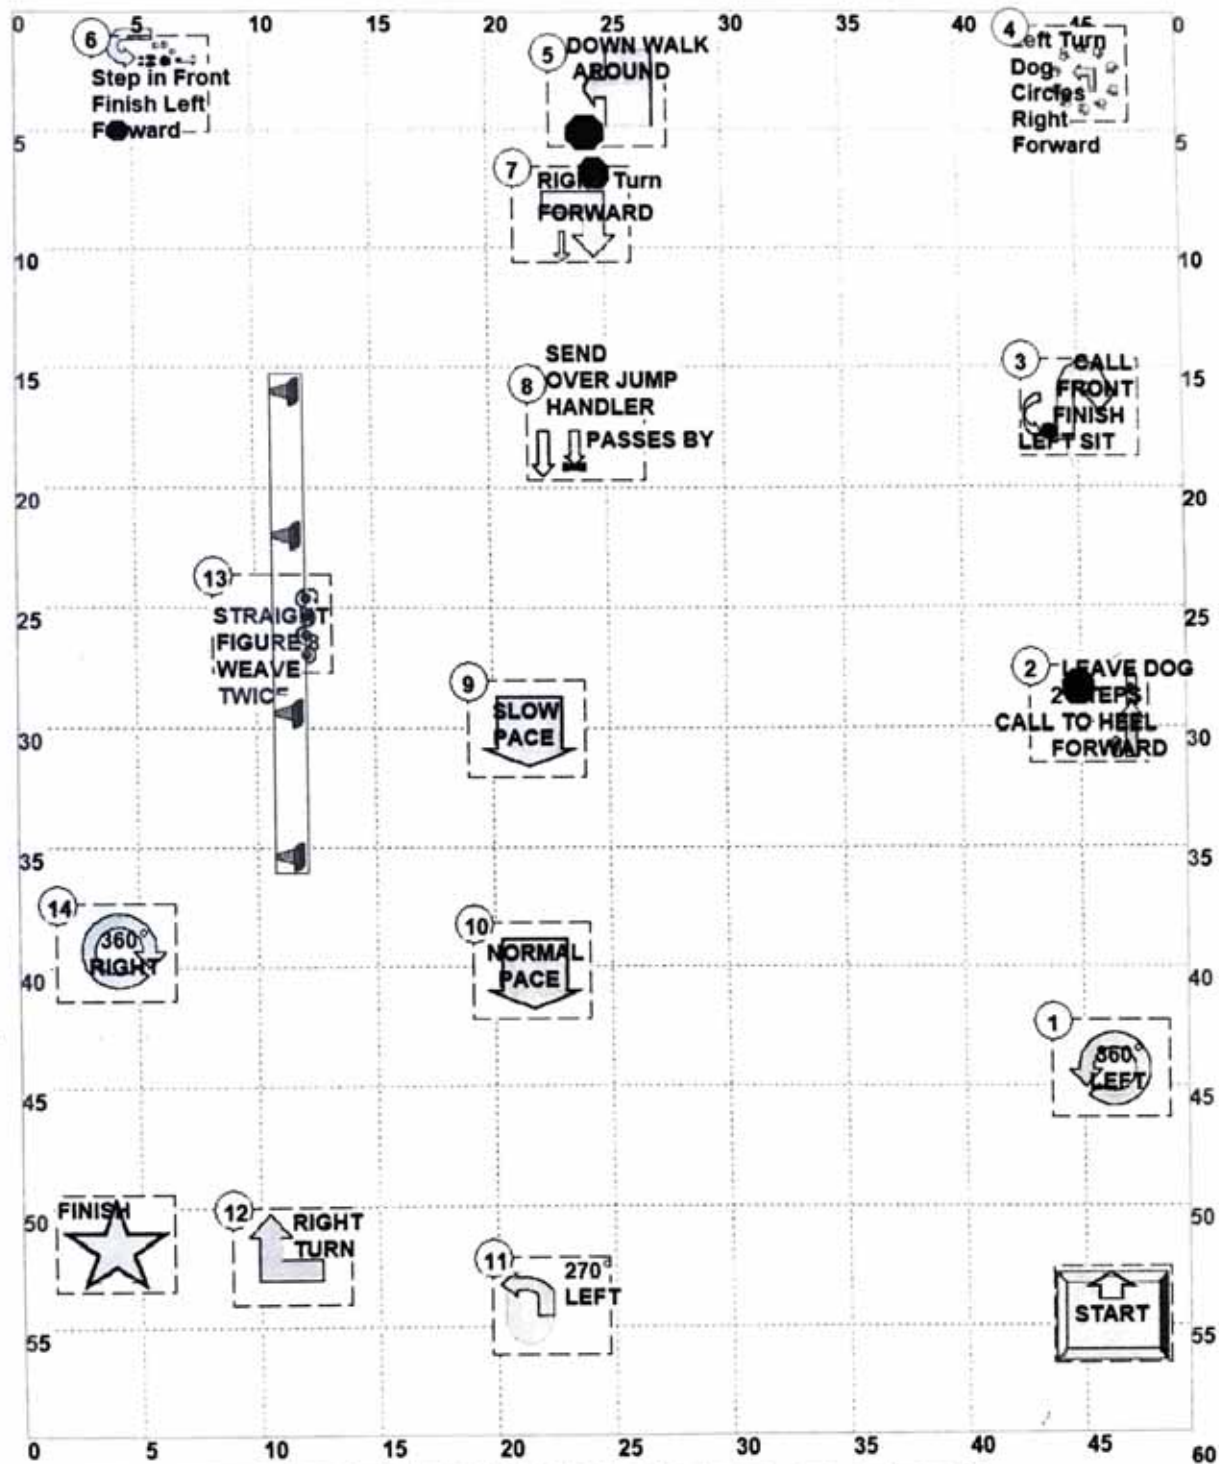 0 5 10 15 20 25 30 35 40 45 0
6
Step in Front
Finish Left
Forward
5
DOWN WALK
AROUND
4
Left Turn
Dog
Circles
Right
Forward
5 5
7
RIGHT Turn
FORWARD
10 10
3
CALL
FRONT
FINISH
LEFT SIT
8
SEND
OVER JUMP
HANDLER
PASSES BY
15 15
20 20
13
STRAIGHT
FIGURE 8
WEAVE
TWICE
25 25
2
LEAVE DOG
2 STEPS
CALL TO HEEL
FORWARD
9
SLOW
PACE
30 30
35 35
14
360°
RIGHT
10
NORMAL
PACE
40 40
1
360°
LEFT
45 45
FINISH
12
RIGHT
TURN
11
270°
LEFT
50 50
START
55 55
0 5 10 15 20 25 30 35 40 45 60